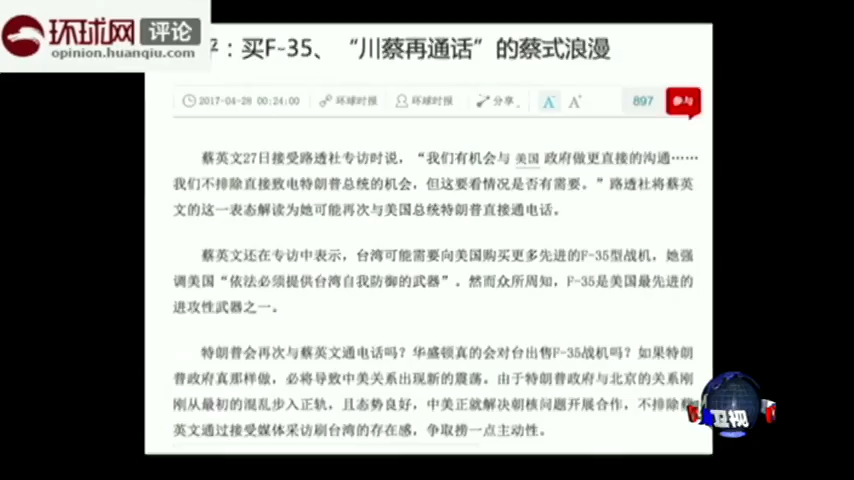 环球网 评论
opinion.huanqiu.com
：买F-35、“川蔡再通话”的蔡式浪漫
2017-04-28 00:24:00 环球时报 环球时报 分享 A- A+ 897 参与
蔡英文27日接受路透社专访时说，“我们有机会与 美国 政府做更直接的沟通……
我们不排除直接致电特朗普总统的机会，但这要看情况是否有需要。”路透社将蔡英
文的这一表态解读为她可能再次与美国总统特朗普直接通电话。
蔡英文还在专访中表示，台湾可能需要向美国购买更多先进的F-35型战机，她强
调美国“依法必须提供台湾自我防御的武器”。然而众所周知，F-35是美国最先进的
进攻性武器之一。
特朗普会再次与蔡英文通电话吗？华盛顿真的会对台出售F-35战机吗？如果特朗
普政府真那样做，必将导致中美关系出现新的震荡。由于特朗普政府与北京的关系刚
刚从最初的混乱步入正轨，且态势良好，中美正就解决朝核问题开展合作，不排除蔡
英文通过接受媒体采访刷台湾的存在感，争取捞一点主动性。
卫视